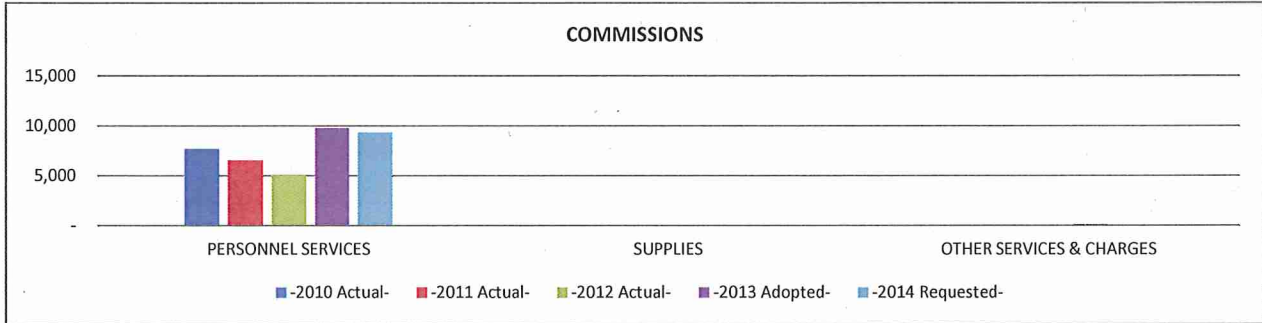 COMMISSIONS
15,000
10,000
5,000
-
PERSONNEL SERVICES SUPPLIES OTHER SERVICES & CHARGES
-2010 Actual- -2011 Actual- -2012 Actual- -2013 Adopted- -2014 Requested-